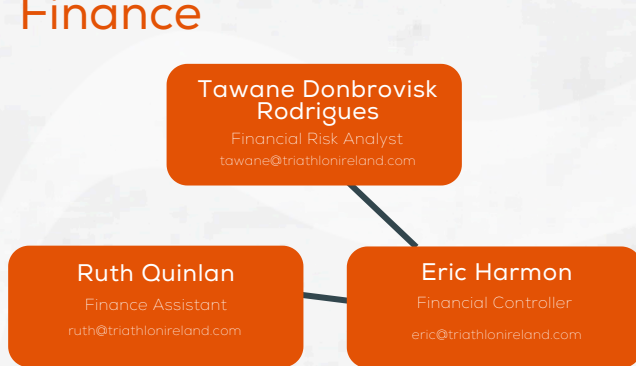 Finance
Tawane Donbrovisk
Rodrigues
Financial Risk Analyst
tawane@triathlonireland.com
Ruth Quinlan
Finance Assistant
ruth@triathlonireland.com
Eric Harmon
Financial Controller
eric@triathlonireland.com